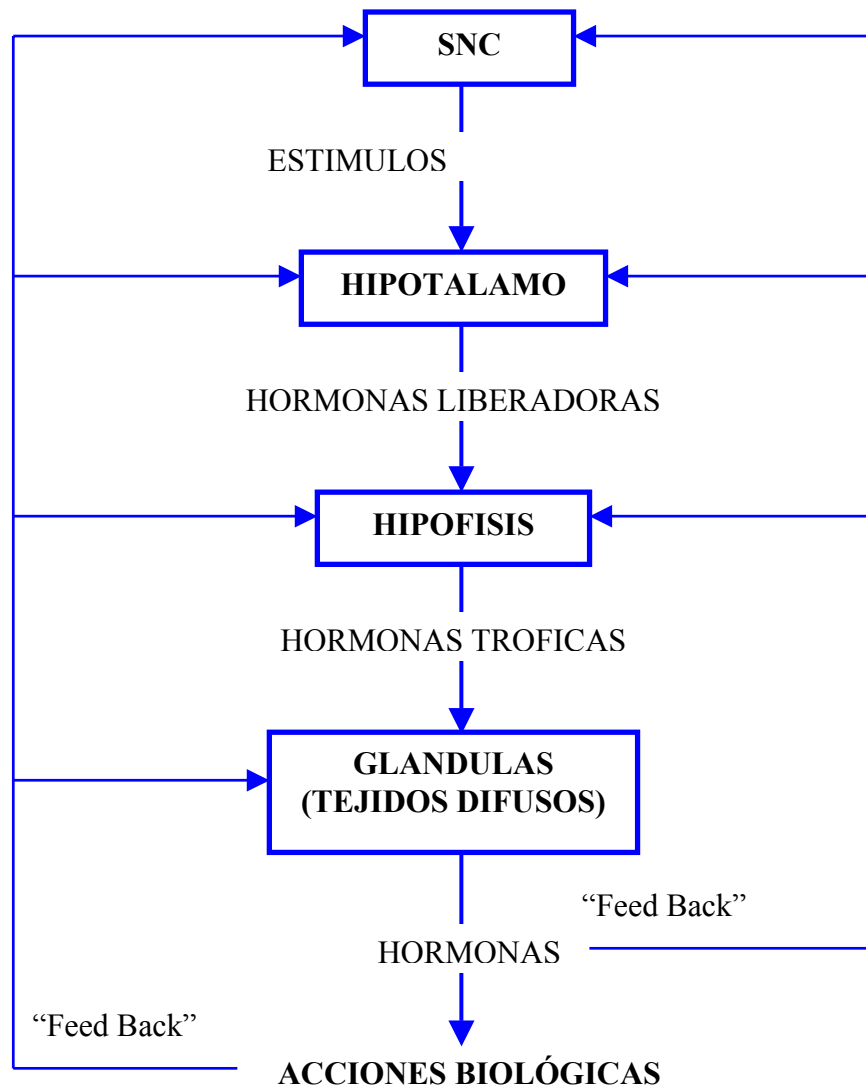 SNC
ESTIMULOS
HIPOTALAMO
HORMONAS LIBERADORAS
HIPOFISIS
HORMONAS TROFICAS
GLANDULAS
(TEJIDOS DIFUSOS)
“Feed Back”
HORMONAS
“Feed Back”
ACCIONES BIOLÓGICAS